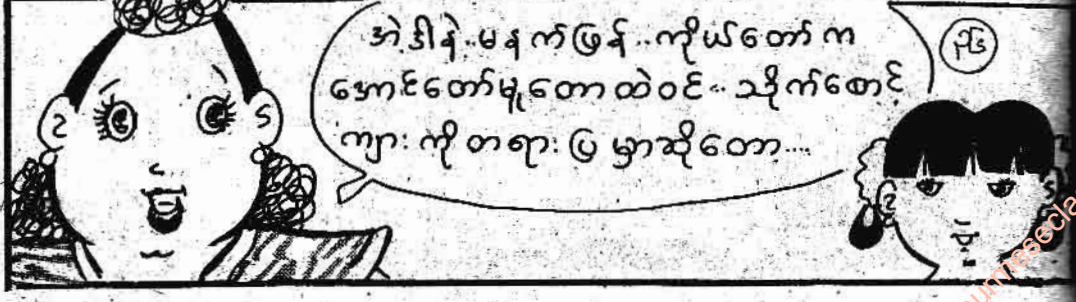 အဲဒါနဲ့..မနက်ဖြန်..ကိုယ်တော်က
အောင်တော်မူတောထဲဝင်..သိုက်စောင့်
ကျားကိုတရားပြမှာဆိုတော့....